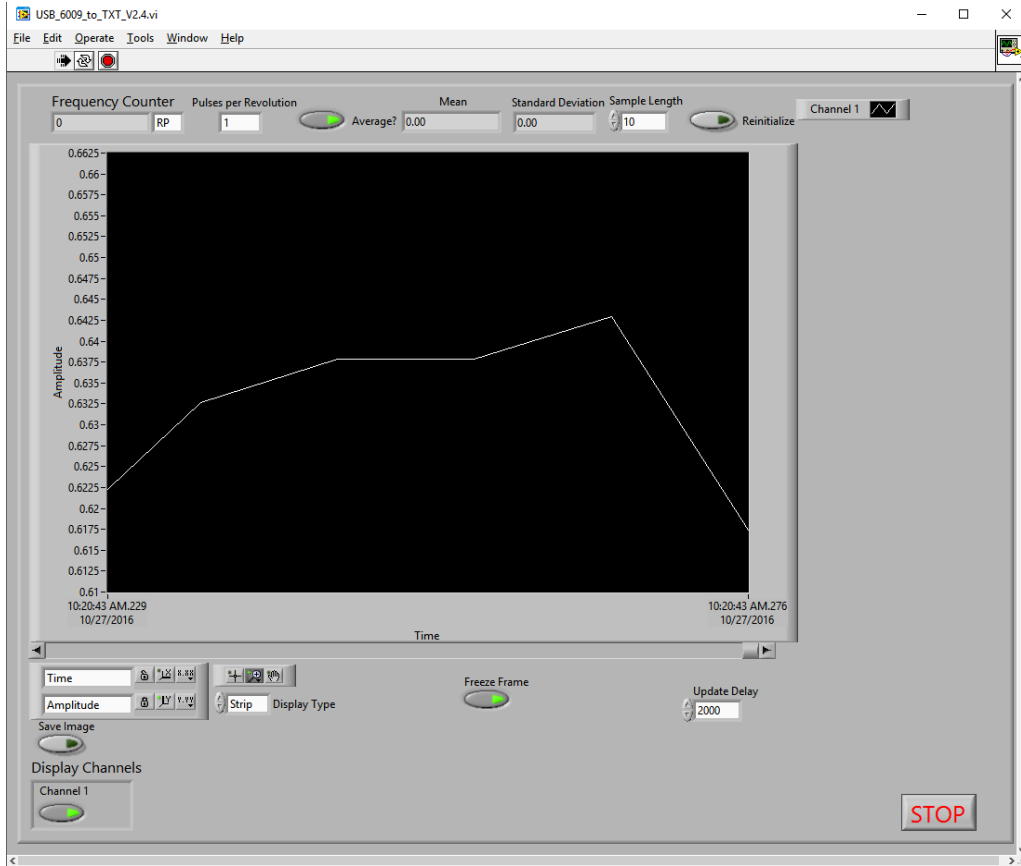 USB_6009_to_TXT_V2.4.vi
File Edit Operate Tools Window Help
Frequency Counter Pulses per Revolution Mean Standard Deviation Sample Length
0 RP 1 Average? 0.00 0.00 10 Reinitialize Channel 1
0.6625
0.66
0.6575
0.655
0.6525
0.65
0.6475
0.645
0.6425
0.64
0.6375
0.635
0.6325
0.63
0.6275
0.625
0.6225
0.62
0.6175
0.615
0.6125
0.61
Amplitude
10:20:43 AM.229 10:20:43 AM.276
10/27/2016 10/27/2016
Time
Time
Amplitude
Strip Display Type
Freeze Frame
Update Delay
2000
Save Image
Display Channels
Channel 1
STOP